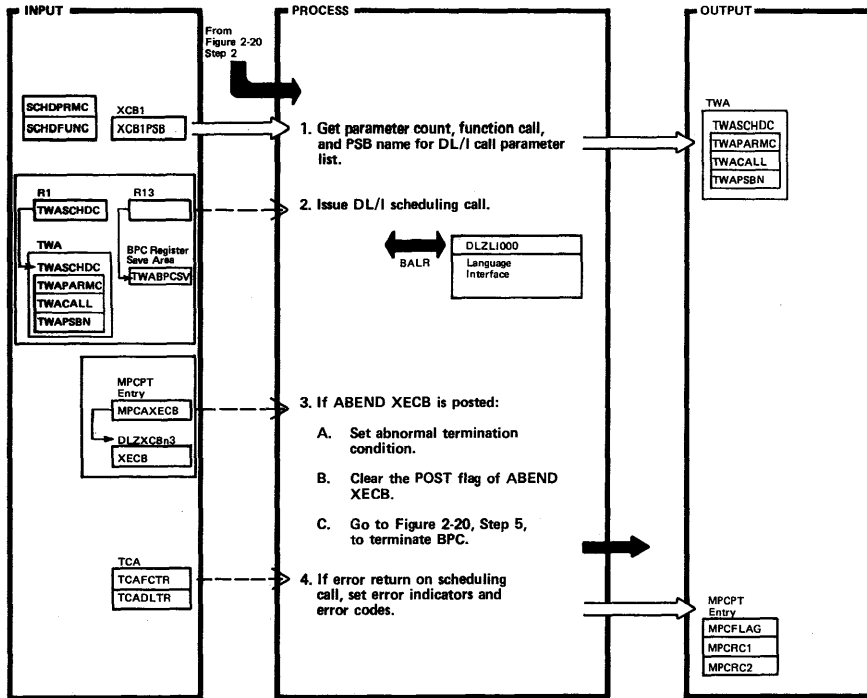 INPUT
PROCESS
OUTPUT
From
Figure 2-20
Step 2
SCHDPRMC
SCHDFUNC
XCB1
XCB1PSB
1. Get parameter count, function call,
and PSB name for DL/I call parameter
list.
TWA
TWASCHDC
TWAPARMC
TWACALL
TWAPSBN
R1
TWASCHDC
R13
TWA
TWASCHDC
TWAPARMC
TWACALL
TWAPSBN
BPC Register
Save Area
TWABPCSV
2. Issue DL/I scheduling call.
BALR
DLZLI000
Language
Interface
MPCPT
Entry
MPCAXECB
DLZXCBn3
XECB
3. If ABEND XECB is posted:
A. Set abnormal termination
condition.
B. Clear the POST flag of ABEND
XECB.
C. Go to Figure 2-20, Step 5,
to terminate BPC.
TCA
TCAFCTR
TCADLTR
4. If error return on scheduling
call, set error indicators and
error codes.
MPCPT
Entry
MPCFLAG
MPCRC1
MPCRC2